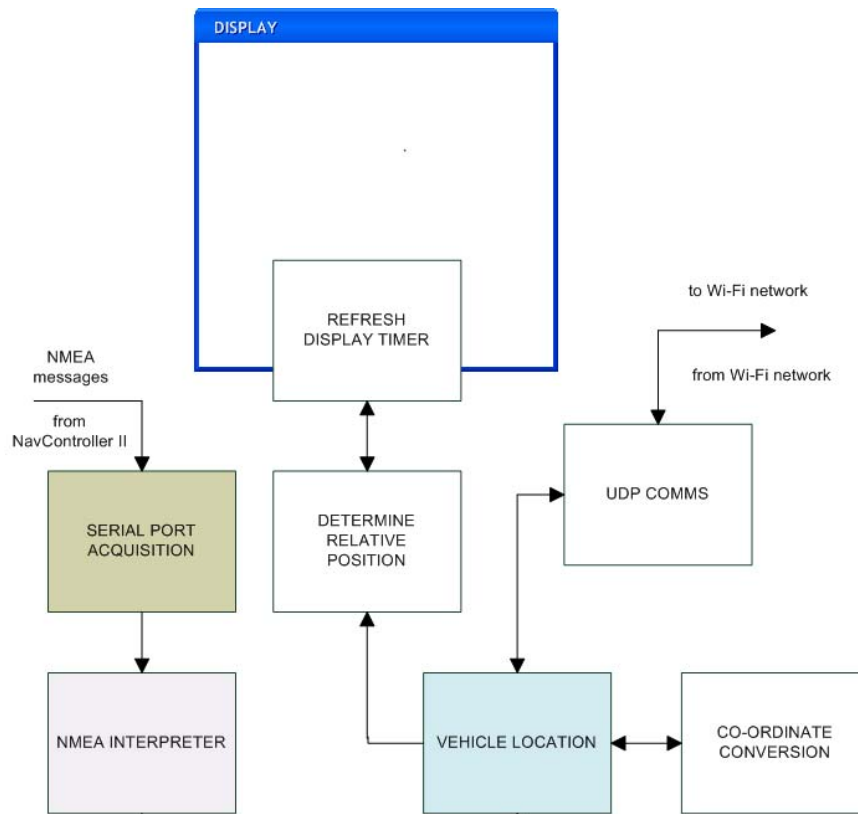 DISPLAY
REFRESH
DISPLAY TIMER
to Wi-Fi network
from Wi-Fi network
NMEA
messages
from
NavController II
SERIAL PORT
ACQUISITION
DETERMINE
RELATIVE
POSITION
UDP COMMS
NMEA INTERPRETER
VEHICLE LOCATION
CO-ORDINATE
CONVERSION